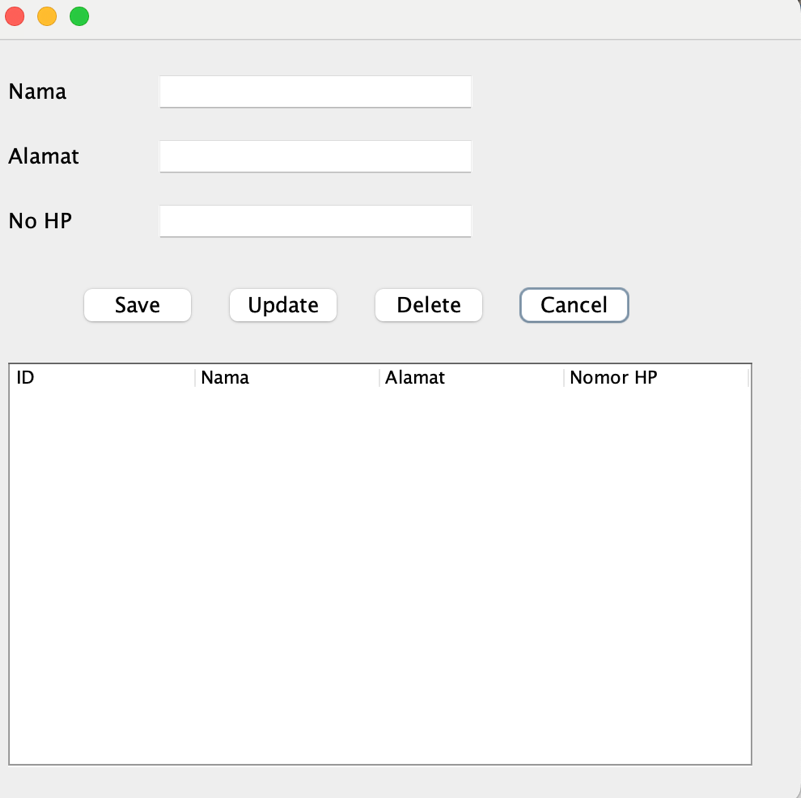 Nama
Alamat
No HP
Save Update Delete Cancel
ID Nama Alamat Nomor HP